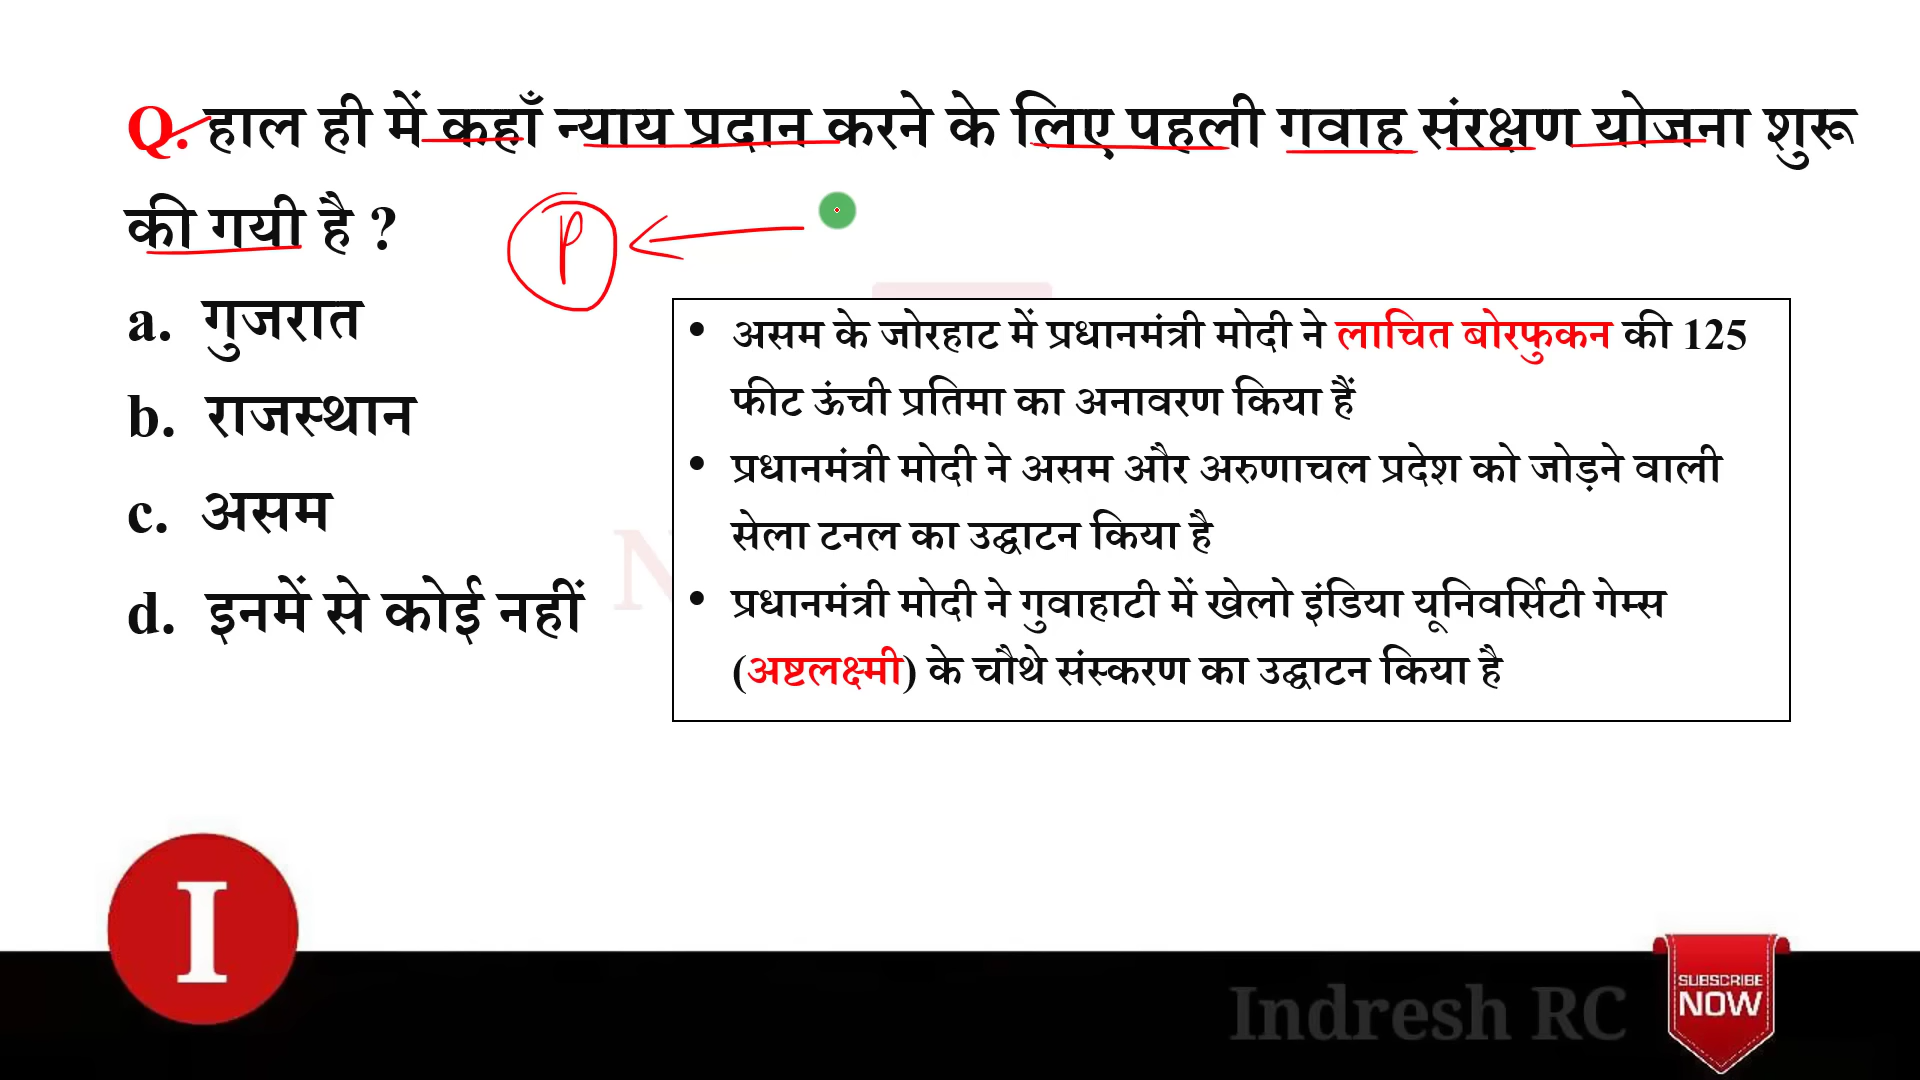 Q. हाल ही में कहाँ न्याय प्रदान करने के लिए पहली गवाह संरक्षण योजना शुरू
की गयी है ?
P
a. गुजरात
b. राजस्थान
c. असम
d. इनमें से कोई नहीं
• असम के जोरहाट में प्रधानमंत्री मोदी ने लाचित बोरफुकन की 125
फीट ऊंची प्रतिमा का अनावरण किया हैं
• प्रधानमंत्री मोदी ने असम और अरुणाचल प्रदेश को जोड़ने वाली
सेला टनल का उद्घाटन किया है
• प्रधानमंत्री मोदी ने गुवाहाटी में खेलो इंडिया यूनिवर्सिटी गेम्स
(अष्टलक्ष्मी) के चौथे संस्करण का उद्घाटन किया है
I
Indresh RC
SUBSCRIBE
NOW